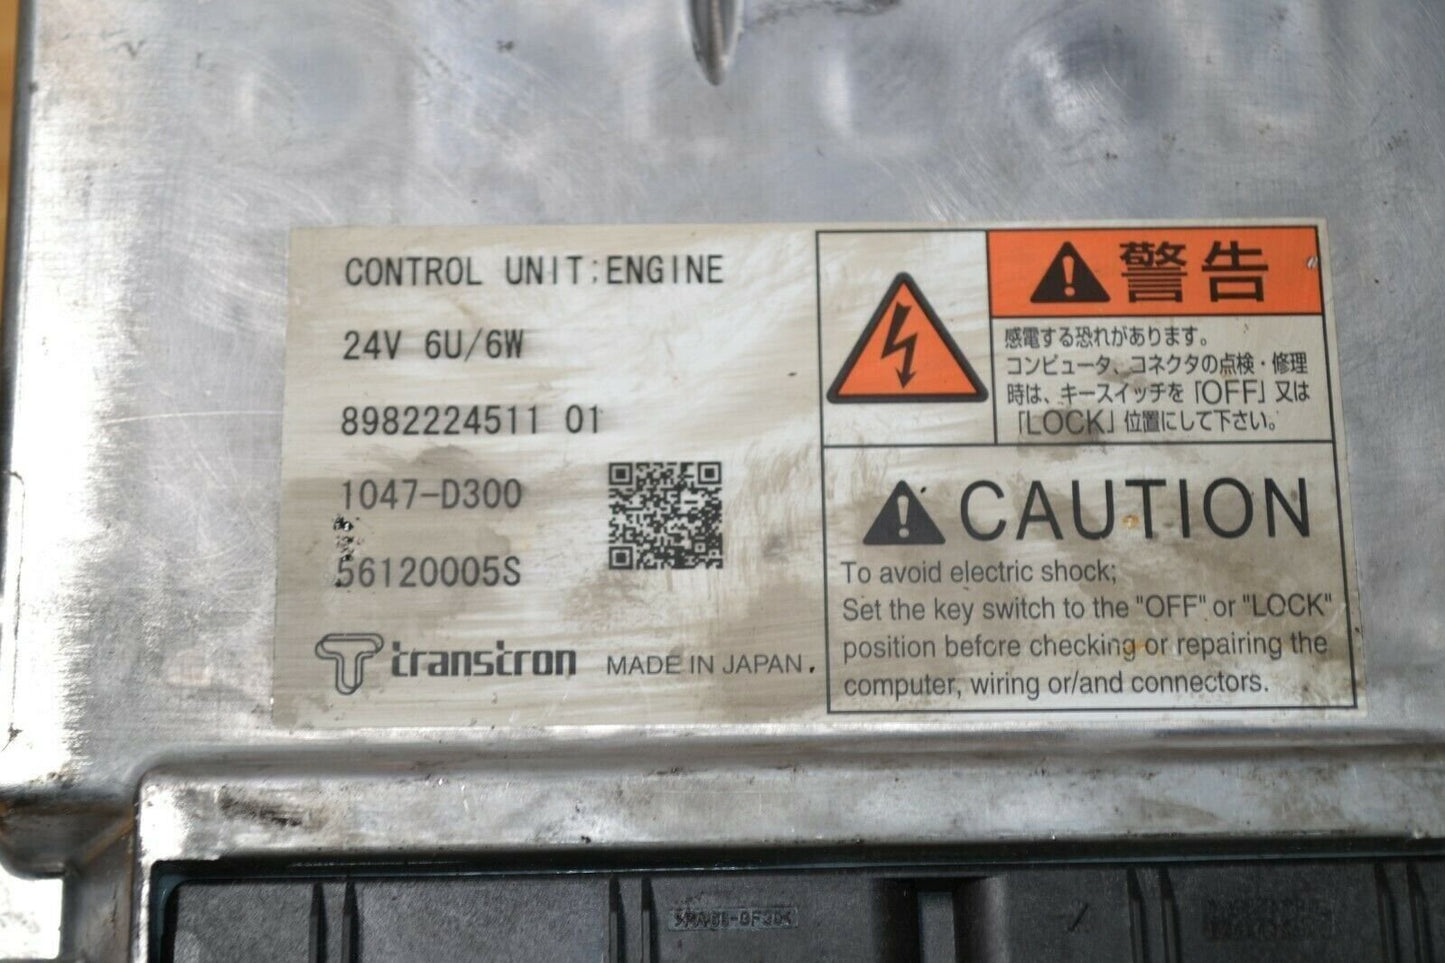 CONTROL UNIT;ENGINE
24V 6U/6W
8982224511 01
1047-D300
56120005S
transtron MADE IN JAPAN
警告
感電する恐れがあります。
コンピュータ、コネクタの点検・修理
時は、キースイッチを「OFF」又は
「LOCK」位置にして下さい。
CAUTION
To avoid electric shock;
Set the key switch to the "OFF" or "LOCK"
position before checking or repairing the
computer, wiring or/and connectors.